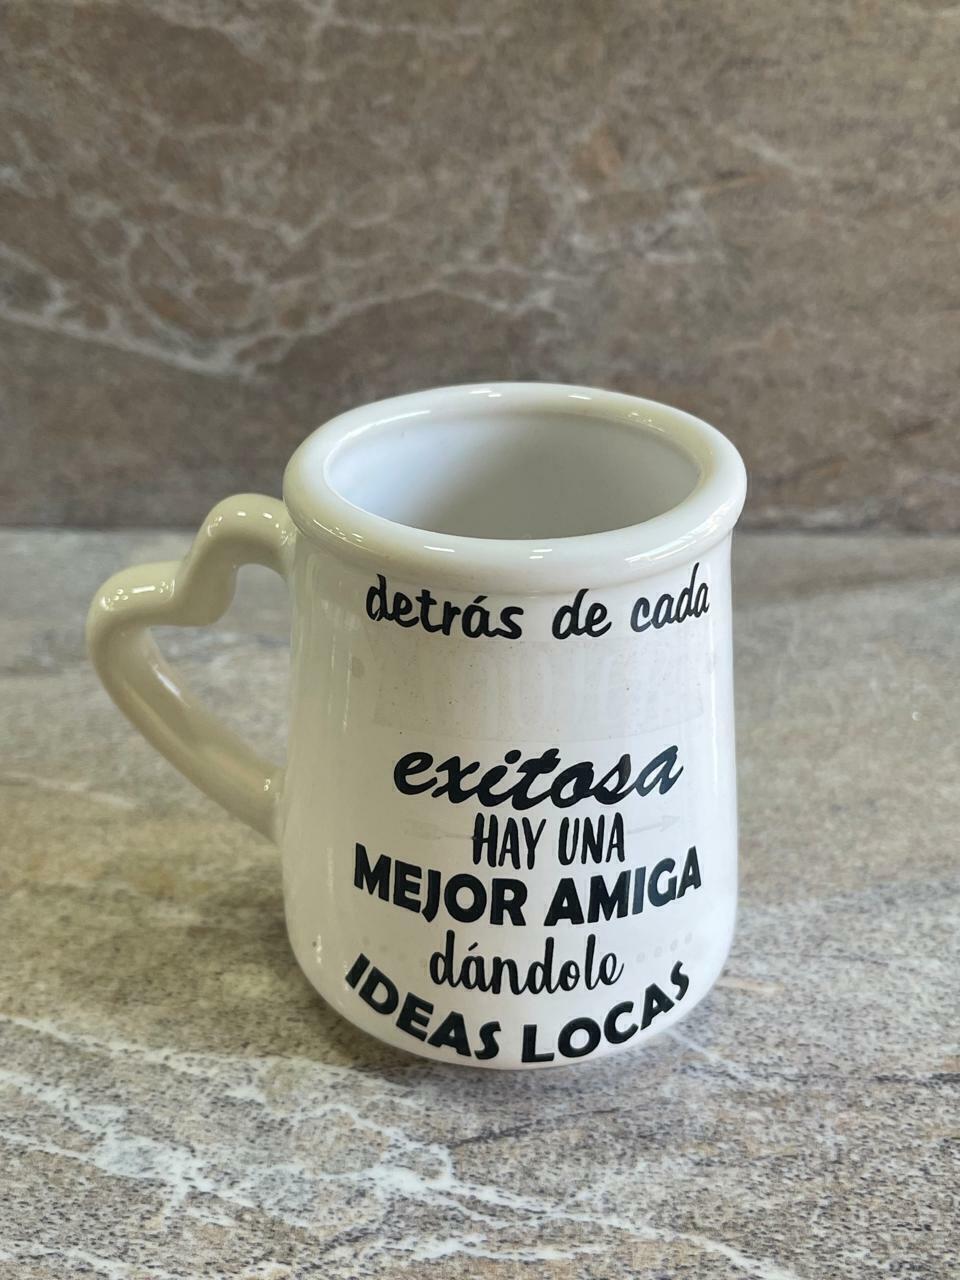 detrás de cada
exitosa
HAY UNA
MEJOR AMIGA
dándole
IDEAS LOCAS